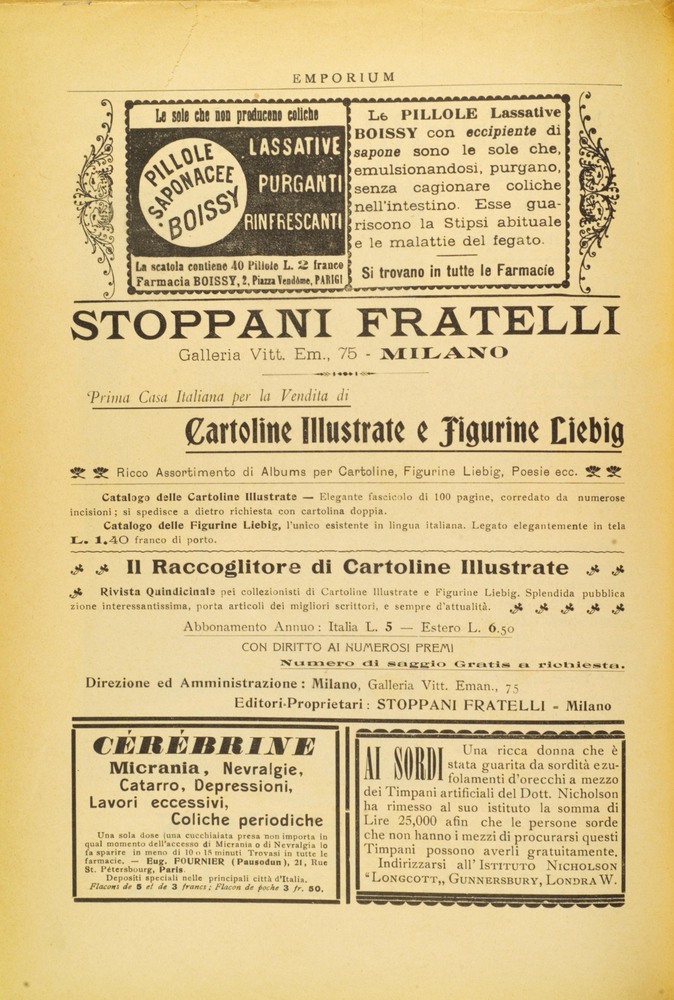 EMPORIUM
Le sole che non producono coliche
PILLOLE
SAPONACEE
BOISSY
LASSATIVE
PURGANTI
RINFRESCANTI
La scatola contiene 40 Pillole L. 2 franco
Farmacia BOISSY, 2, Piazza Vendôme, PARIGI
Le PILLOLE Lassative
BOISSY con eccipiente di
sapone sono le sole che,
emulsionandosi, purgano,
senza cagionare coliche
nell'intestino. Esse gua-
riscono la Stipsi abituale
e le malattie del fegato.
Si trovano in tutte le Farmacie
STOPPANI FRATELLI
Galleria Vitt. Em., 75 - MILANO
Prima Casa Italiana per la Vendita di
Cartoline Illustrate e Figurine Liebig
Ricco Assortimento di Albums per Cartoline, Figurine Liebig, Poesie ecc.
Catalogo delle Cartoline Illustrate — Elegante fascicolo di 100 pagine, corredato da numerose
incisioni; si spedisce a dietro richiesta con cartolina doppia.
Catalogo delle Figurine Liebig, l'unico esistente in lingua italiana. Legato elegantemente in tela
L. 1.40 franco di porto.
Il Raccoglitore di Cartoline Illustrate
Rivista Quindicinale pei collezionisti di Cartoline Illustrate e Figurine Liebig. Splendida pubblica
zione interessantissima, porta articoli dei migliori scrittori, e sempre d'attualità.
Abbonamento Annuo: Italia L. 5 — Estero L. 6.50
CON DIRITTO AI NUMEROSI PREMI
Numero di saggio Gratis a richiesta.
Direzione ed Amministrazione: Milano, Galleria Vitt. Eman., 75
Editori-Proprietari: STOPPANI FRATELLI - Milano
CÉRÉBRINE
Micrania, Nevralgie,
Catarro, Depressioni,
Lavori eccessivi,
Coliche periodiche
Una sola dose (una cucchiaiata presa non importa in
qual momento dell'accesso di Micrania o di Nevralgia lo
fa sparire in meno di 10 o 15 minuti Trovasi in tutte le
farmacie. — Eug. FOURNIER (Pausodun), 21, Rue
St. Pétersbourg, Paris.
Depositi speciali nelle principali città d'Italia.
Flacons de 5 et de 3 francs; Flacon de poche 3 fr. 50.
AI SORDI
Una ricca donna che è
stata guarita da sordità e zu-
folamenti d'orecchi a mezzo
dei Timpani artificiali del Dott. Nicholson
ha rimesso al suo istituto la somma di
Lire 25,000 afin che le persone sorde
che non hanno i mezzi di procurarsi questi
Timpani possono averli gratuitamente.
Indirizzarsi all' ISTITUTO NICHOLSON
"LONGCOTT„ GUNNERSBURY, LONDRA W.